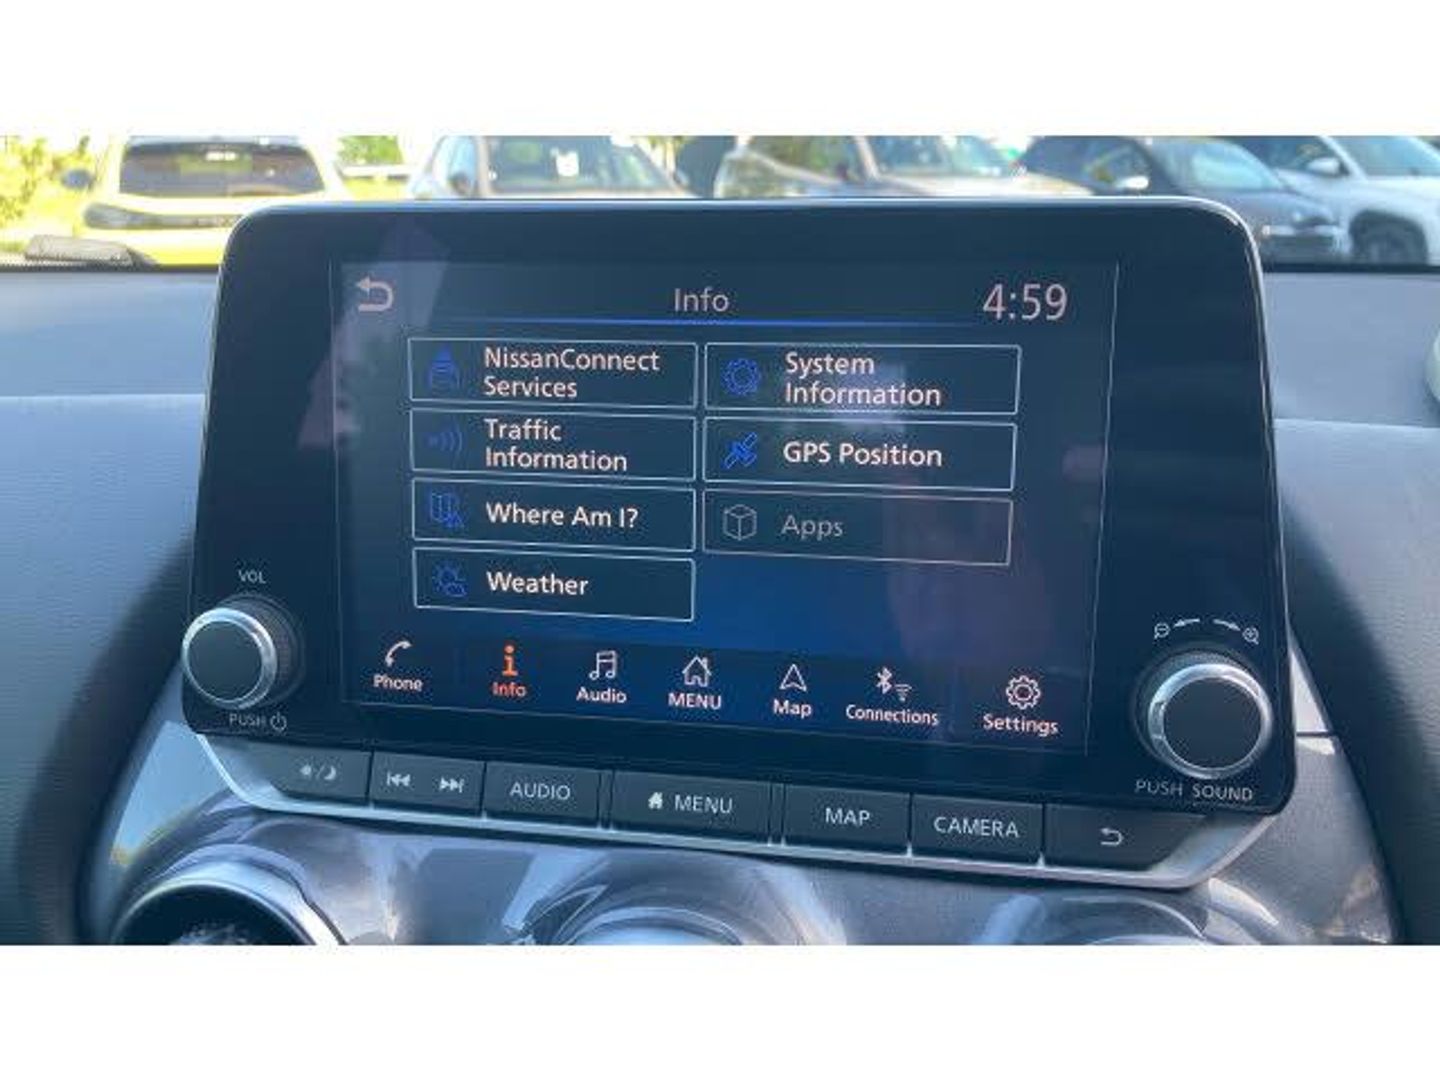 Info
4:59
NissanConnect
Services
System
Information
Traffic
Information
GPS Position
Where Am I?
Apps
Weather
Phone
Info
Audio
MENU
Map
Connections
Settings
VOL
PUSH
PUSH SOUND
AUDIO
MENU
MAP
CAMERA